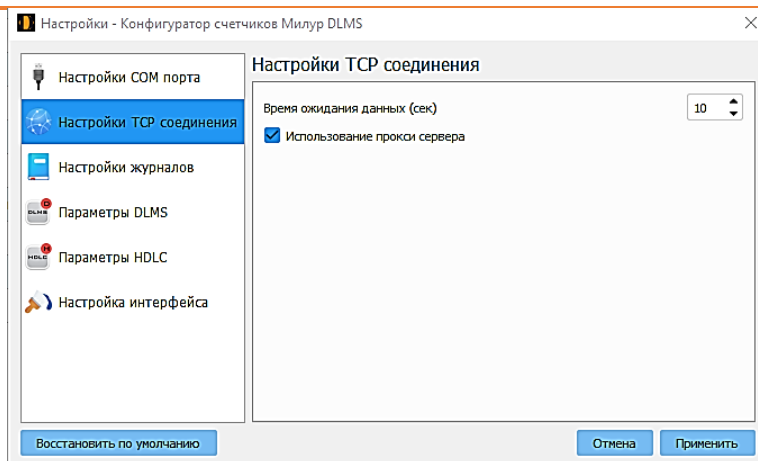 Настройки - Конфигуратор счетчиков Милур DLMS
Настройки COM порта
Настройки TCP соединения
Настройки журналов
DLMS
D
Параметры DLMS
HDLC
H
Параметры HDLC
Настройка интерфейса
Настройки TCP соединения
Время ожидания данных (сек)
10
Использование прокси сервера
Восстановить по умолчанию
Отмена
Применить